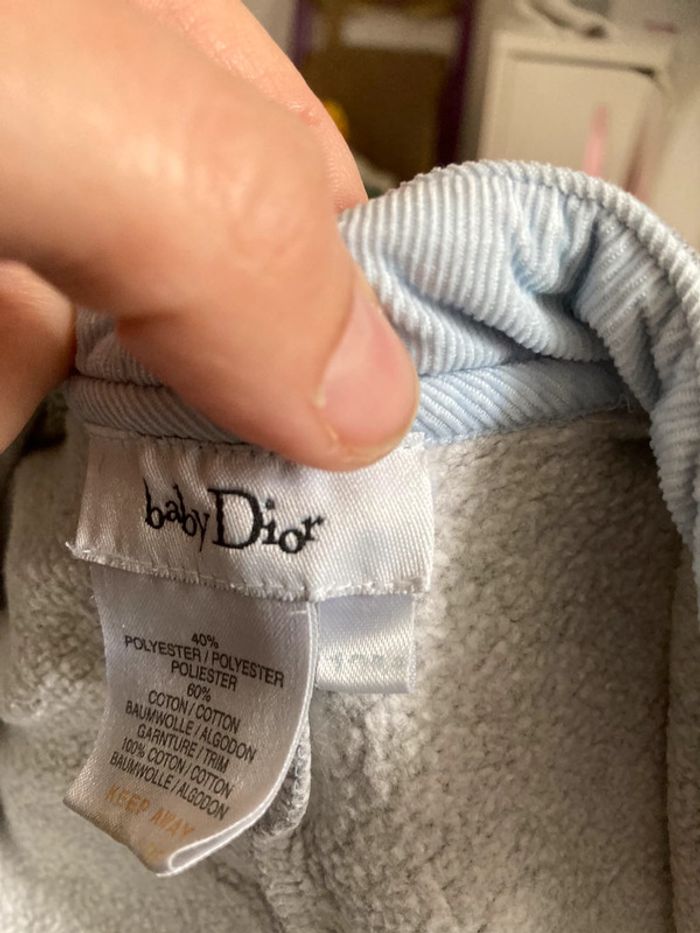 baby Dior
40%
POLYESTER / POLYESTER
POLIESTER
60%
COTON / COTTON
BAUMWOLLE / ALGODON
GARNTURE / TRIM
100% COTON / COTTON
BAUMWOLLE / ALGODON
KEEP AWAY